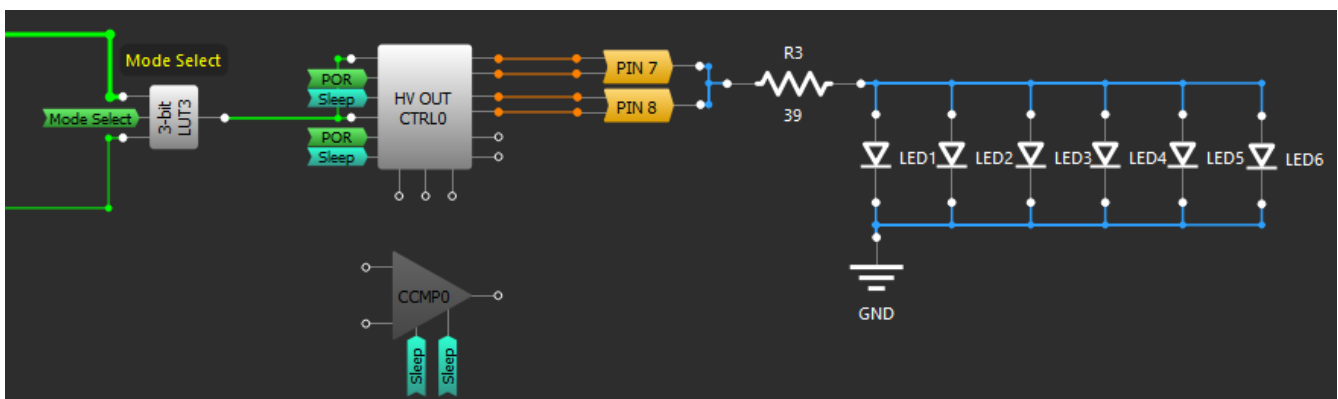 Mode Select
Mode Select
3-bit
LUT3
POR
Sleep
POR
Sleep
HV OUT
CTRL0
PIN 7
PIN 8
R3
39
LED1
LED2
LED3
LED4
LED5
LED6
GND
CCMP0
Sleep
Sleep